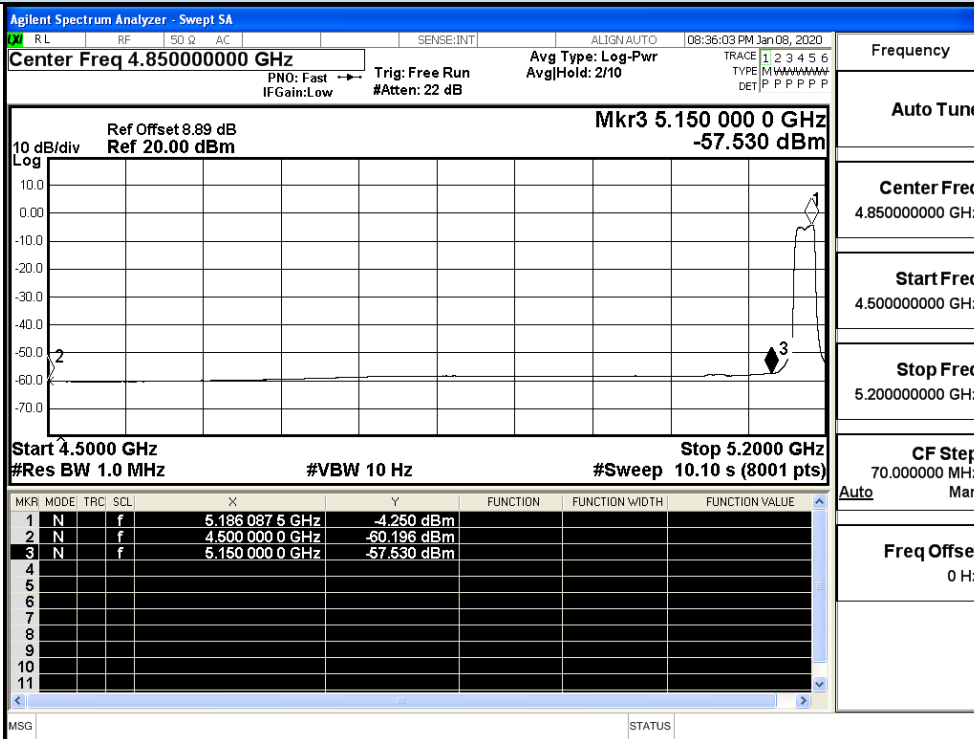 Agilent Spectrum Analyzer - Swept SA
LXI RL RF 50 Ω AC SENSE:INT ALIGN AUTO 08:36:03 PM Jan 08, 2020
Center Freq 4.850000000 GHz
PNO: Fast
IFGain:Low
Trig: Free Run
#Atten: 22 dB
Avg Type: Log-Pwr
Avg|Hold: 2/10
TRACE 1 2 3 4 5 6
TYPE M W W W W W
DET P P P P P P
Ref Offset 8.89 dB
10 dB/div Ref 20.00 dBm
Log
Mkr3 5.150 000 0 GHz
-57.530 dBm
10.0
0.00
-10.0
-20.0
-30.0
-40.0
-50.0
-60.0
-70.0
1
2
3
Start 4.5000 GHz Stop 5.2000 GHz
#Res BW 1.0 MHz #VBW 10 Hz #Sweep 10.10 s (8001 pts)
MKR MODE TRC SCL X Y FUNCTION FUNCTION WIDTH FUNCTION VALUE
1 N f 5.186 087 5 GHz -4.250 dBm
2 N f 4.500 000 0 GHz -60.196 dBm
3 N f 5.150 000 0 GHz -57.530 dBm
4
5
6
7
8
9
10
11
MSG STATUS
Frequency
Auto Tune
Center Freq
4.850000000 GHz
Start Freq
4.500000000 GHz
Stop Freq
5.200000000 GHz
CF Step
70.000000 MHz
Auto Man
Freq Offset
0 Hz